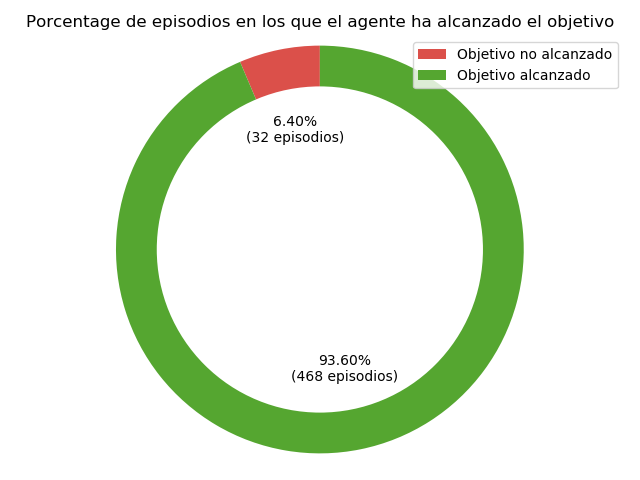 Porcentage de episodios en los que el agente ha alcanzado el objetivo
Objetivo no alcanzado
Objetivo alcanzado
6.40%
(32 episodios)
93.60%
(468 episodios)